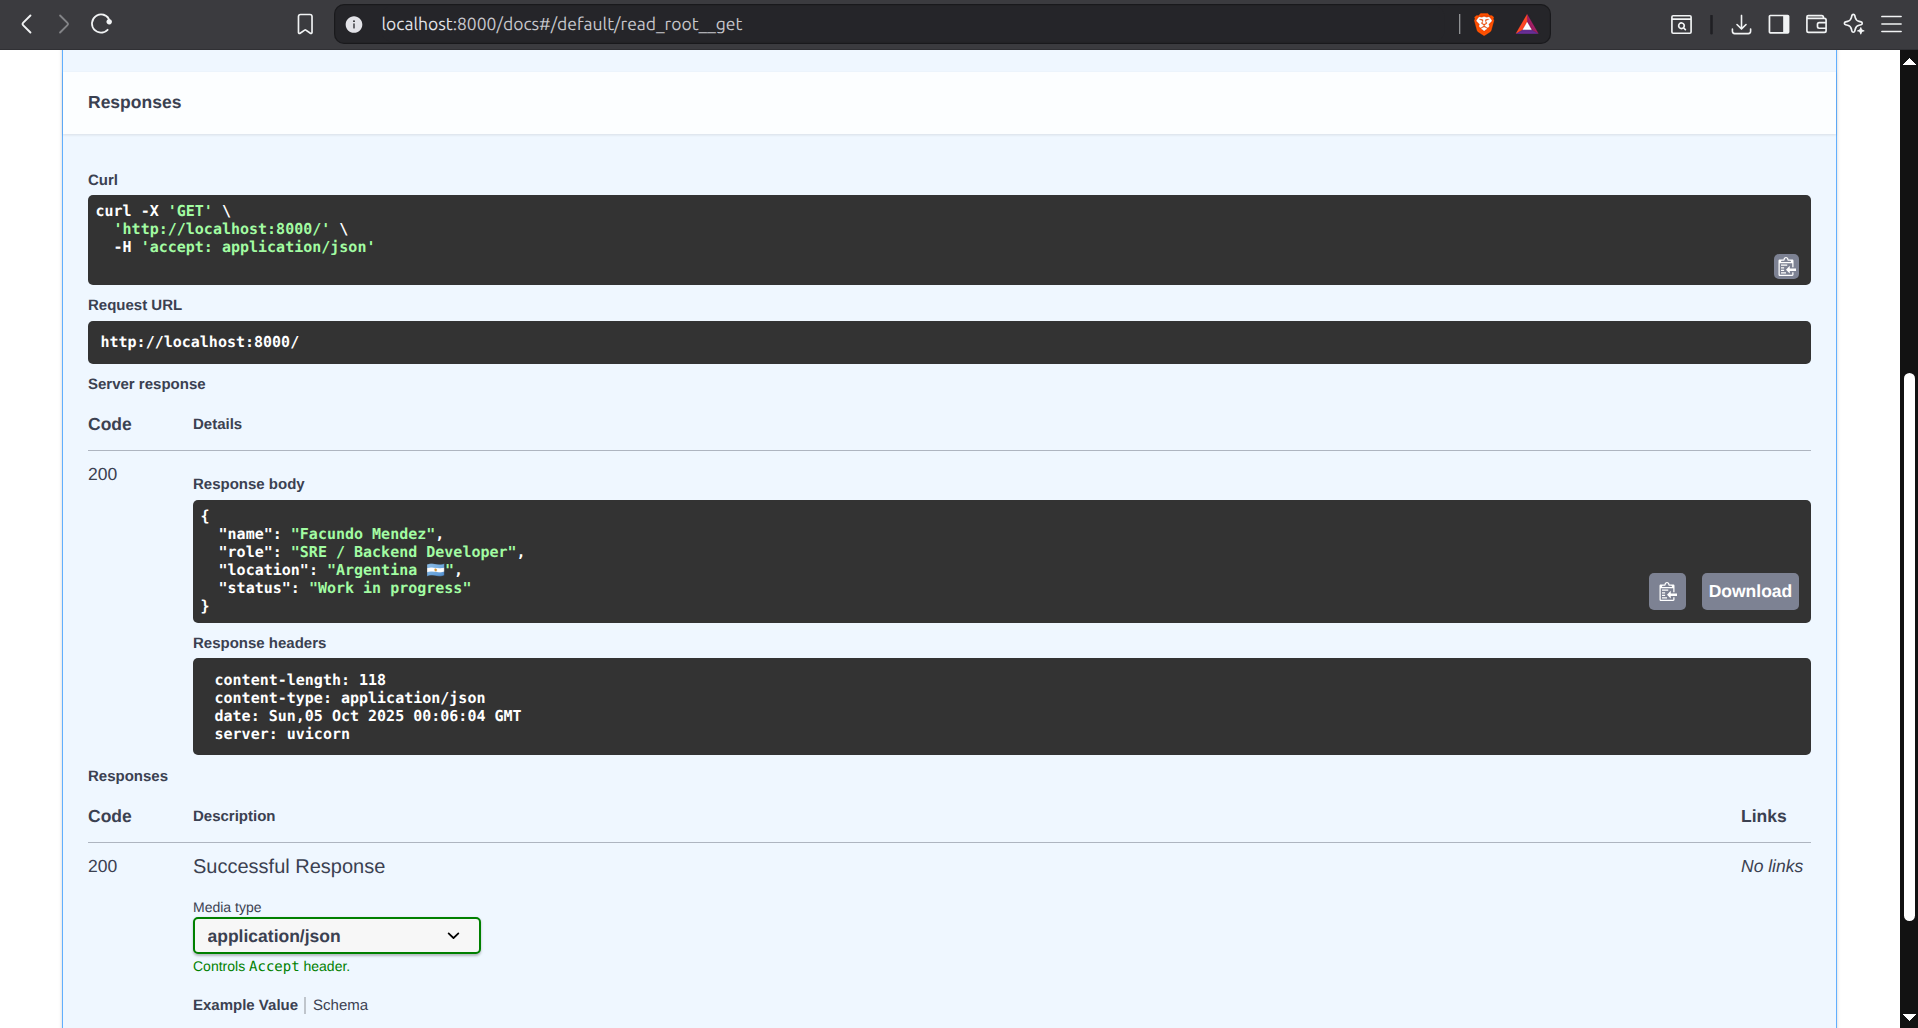 localhost:8000/docs#/default/read_root__get
Responses
Curl
curl -X 'GET' \
'http://localhost:8000/' \
-H 'accept: application/json'
Request URL
http://localhost:8000/
Server response
Code Details
200
Response body
{
"name": "Facundo Mendez",
"role": "SRE / Backend Developer",
"location": "Argentina 🇦🇷",
"status": "Work in progress"
}
Download
Response headers
content-length: 118
content-type: application/json
date: Sun,05 Oct 2025 00:06:04 GMT
server: uvicorn
Responses
Code Description Links
200 Successful Response No links
Media type
application/json
Controls Accept header.
Example Value | Schema